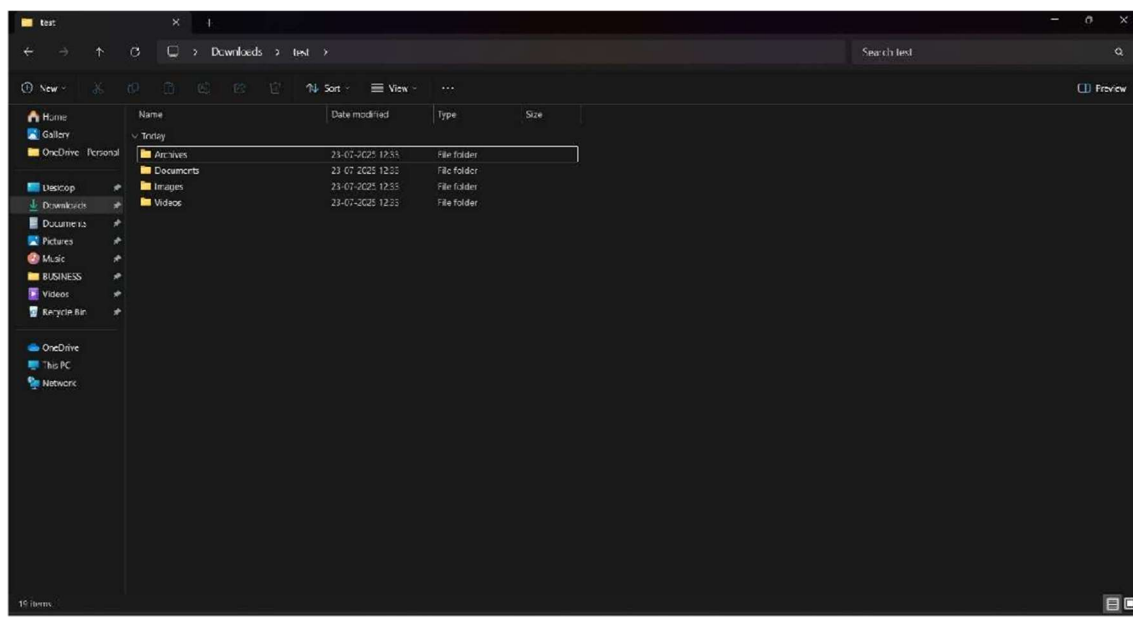 test
Downloads > test >
Search test
New
Sort
View
Preview
Home
Gallery
OneDrive Personal
Desktop
Downloads
Documents
Pictures
Music
BUSINESS
Videos
Recycle Bin
OneDrive
This PC
Network
Name Date modified Type Size
Today
Archives 23-07-2025 12:33 File folder
Documents 23-07-2025 12:33 File folder
Images 23-07-2025 12:33 File folder
Videos 23-07-2025 12:33 File folder
19 items